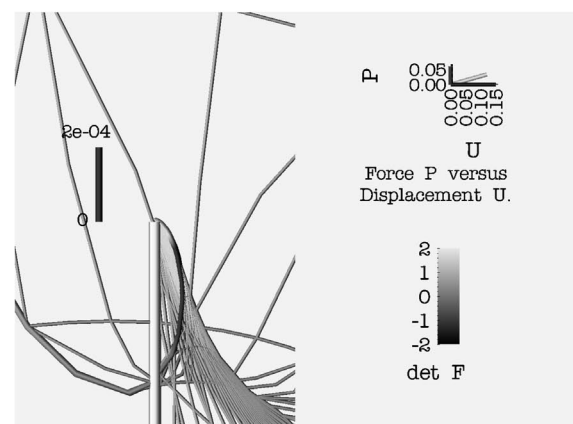 2e-04
0
P
0.05
0.00
0.00
0.05
0.10
0.15
U
Force P versus
Displacement U.
2
1
0
-1
-2
det F